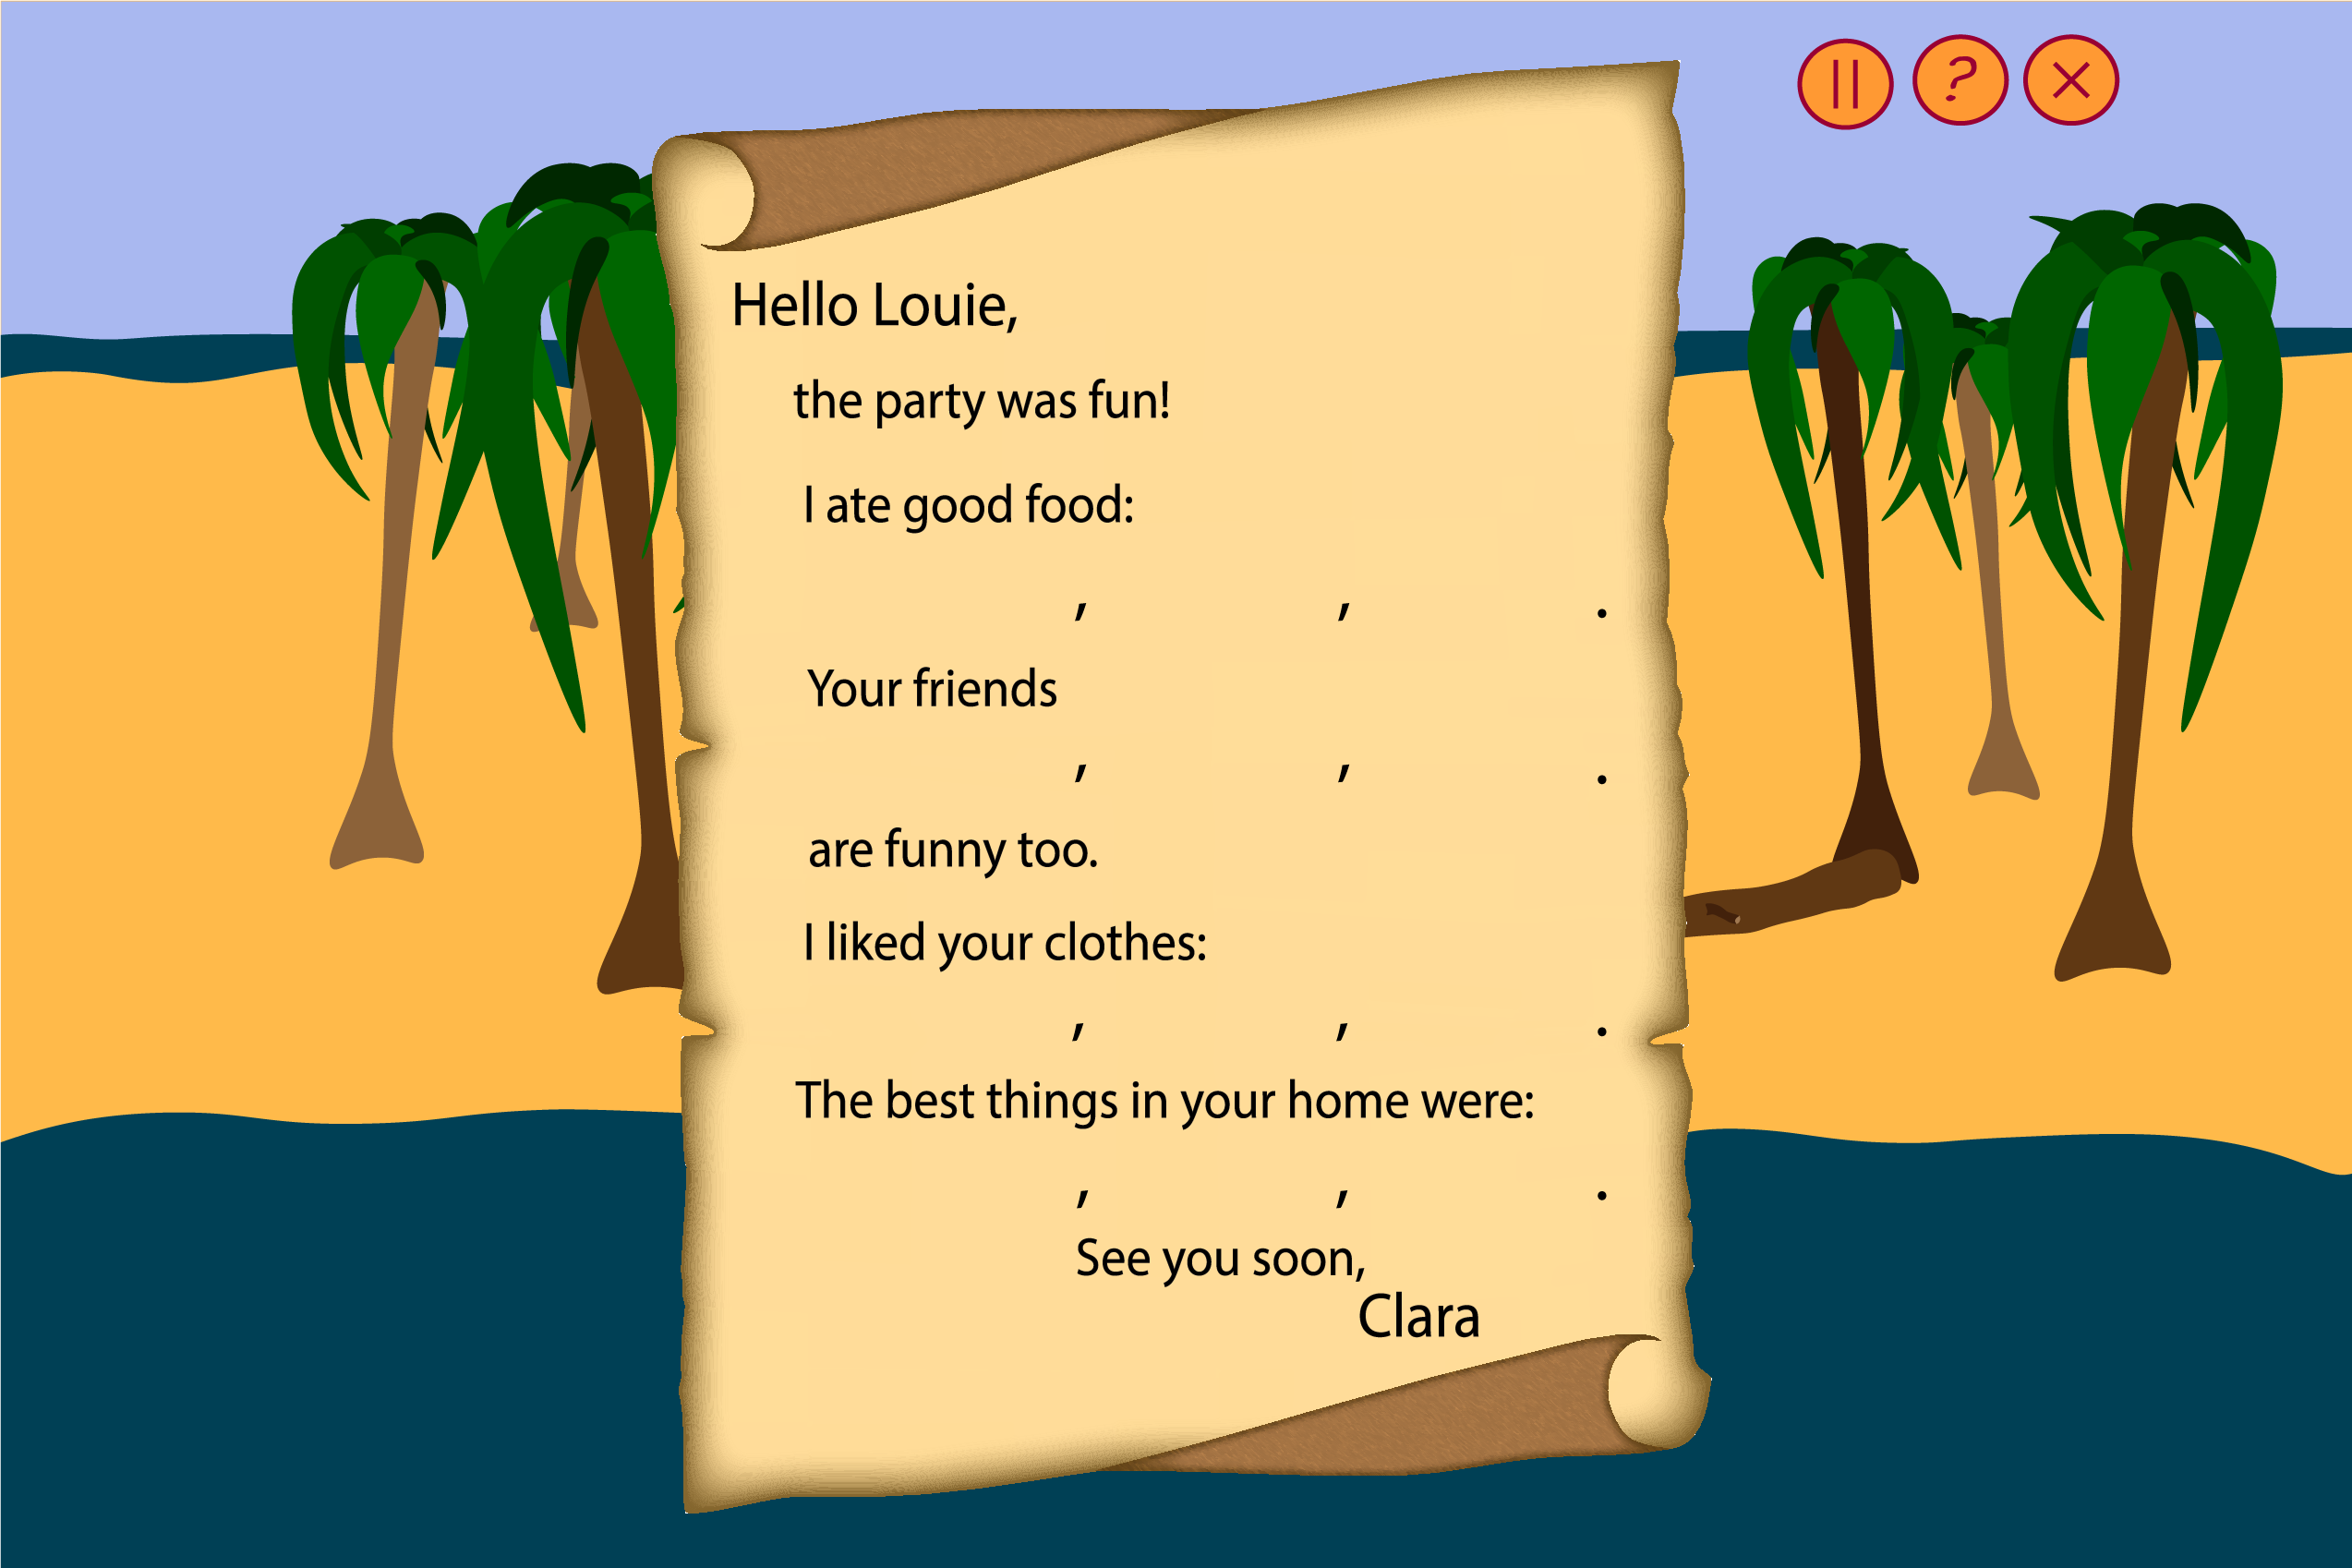 ?
Hello Louie,
the party was fun!
I ate good food:
, , .
Your friends
, , .
are funny too.
I liked your clothes:
, , .
The best things in your home were:
, , .
See you soon,
Clara